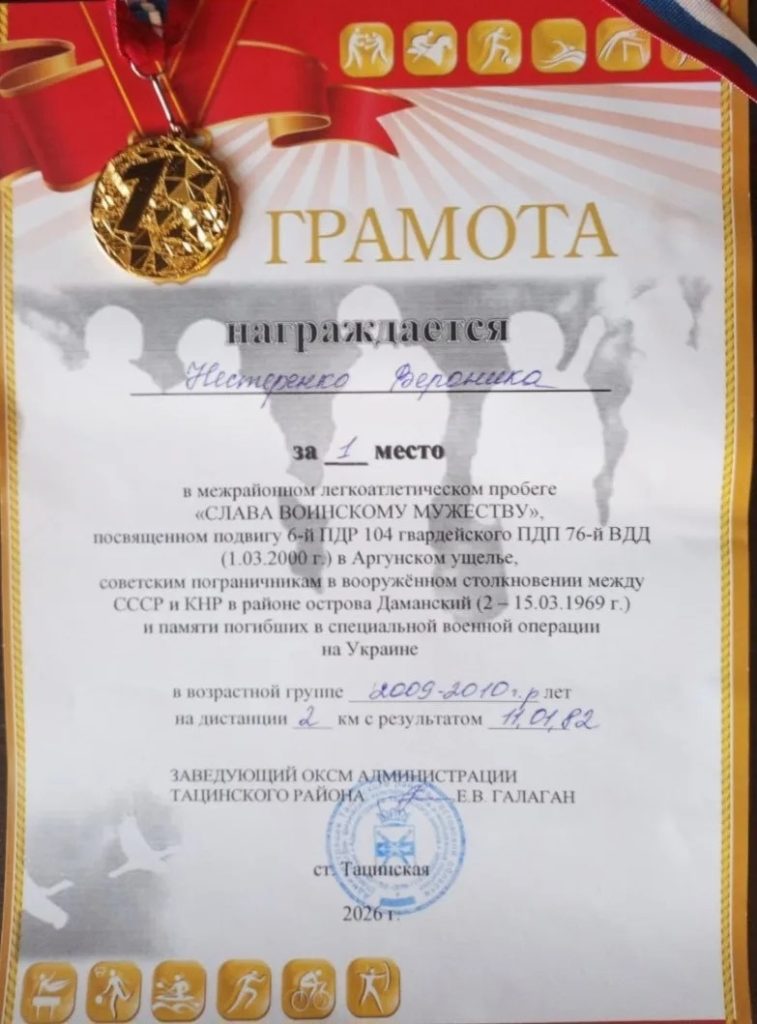 1
ГРАМОТА
награждается
Нестеренко Вероника
за 1 место
в межрайонном легкоатлетическом пробеге
«СЛАВА ВОИНСКОМУ МУЖЕСТВУ»,
посвященном подвигу 6-й ПДР 104 гвардейского ПДП 76-й ВДД
(1.03.2000 г.) в Аргунском ущелье,
советским пограничникам в вооружённом столкновении между
СССР и КНР в районе острова Даманский (2 – 15.03.1969 г.)
и памяти погибших в специальной военной операции
на Украине
в возрастной группе 2009-2010 г.р лет
на дистанции 2 км с результатом 11,01,82
ЗАВЕДУЮЩИЙ ОКСМ АДМИНИСТРАЦИИ
ТАЦИНСКОГО РАЙОНА Е.В. ГАЛАГАН
ст. Тацинская
2026 г.